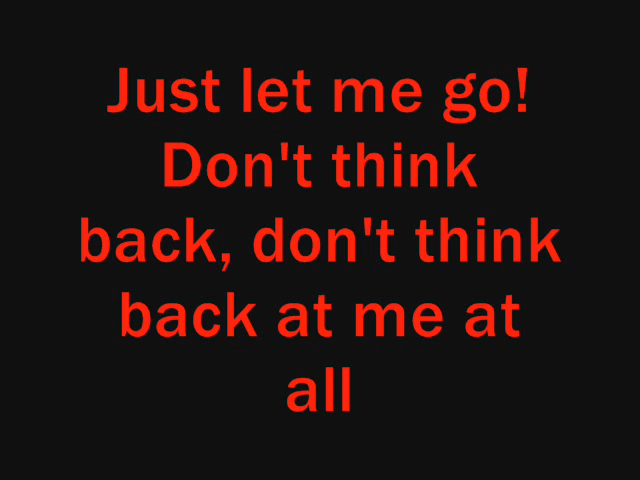 Just let me go!
Don't think
back, don't think
back at me at
all